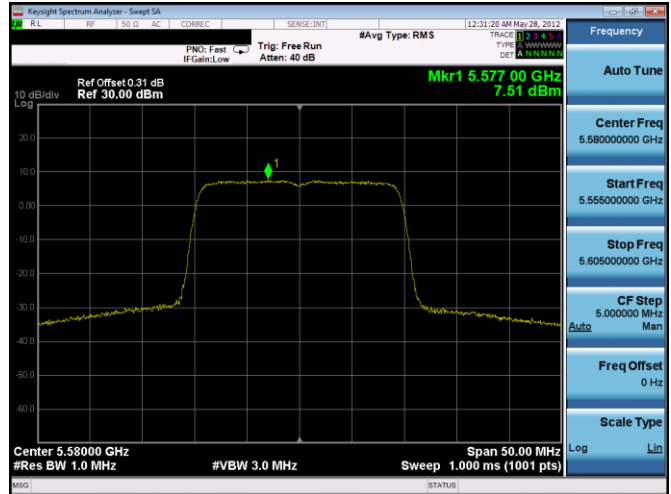 Keysight Spectrum Analyzer - Swept SA
RL RF 50 Ω AC CORREC SENSE:INT 12:31:20 AM May 28, 2012
#Avg Type: RMS
TRACE 1 2 3 4 5 6
PNO: Fast Trig: Free Run TYPE A WWWWW
IFGain:Low Atten: 40 dB DET A NNNNN
Mkr1 5.577 00 GHz
Ref Offset 0.31 dB
7.51 dBm
10 dB/div Ref 30.00 dBm
Log
20.0
10.0
1
0.00
-10.0
-20.0
-30.0
-40.0
-50.0
-60.0
Center 5.58000 GHz Span 50.00 MHz
#Res BW 1.0 MHz #VBW 3.0 MHz Sweep 1.000 ms (1001 pts)
MSG STATUS
Frequency
Auto Tune
Center Freq
5.580000000 GHz
Start Freq
5.555000000 GHz
Stop Freq
5.605000000 GHz
CF Step
5.000000 MHz
Auto Man
Freq Offset
0 Hz
Scale Type
Log Lin